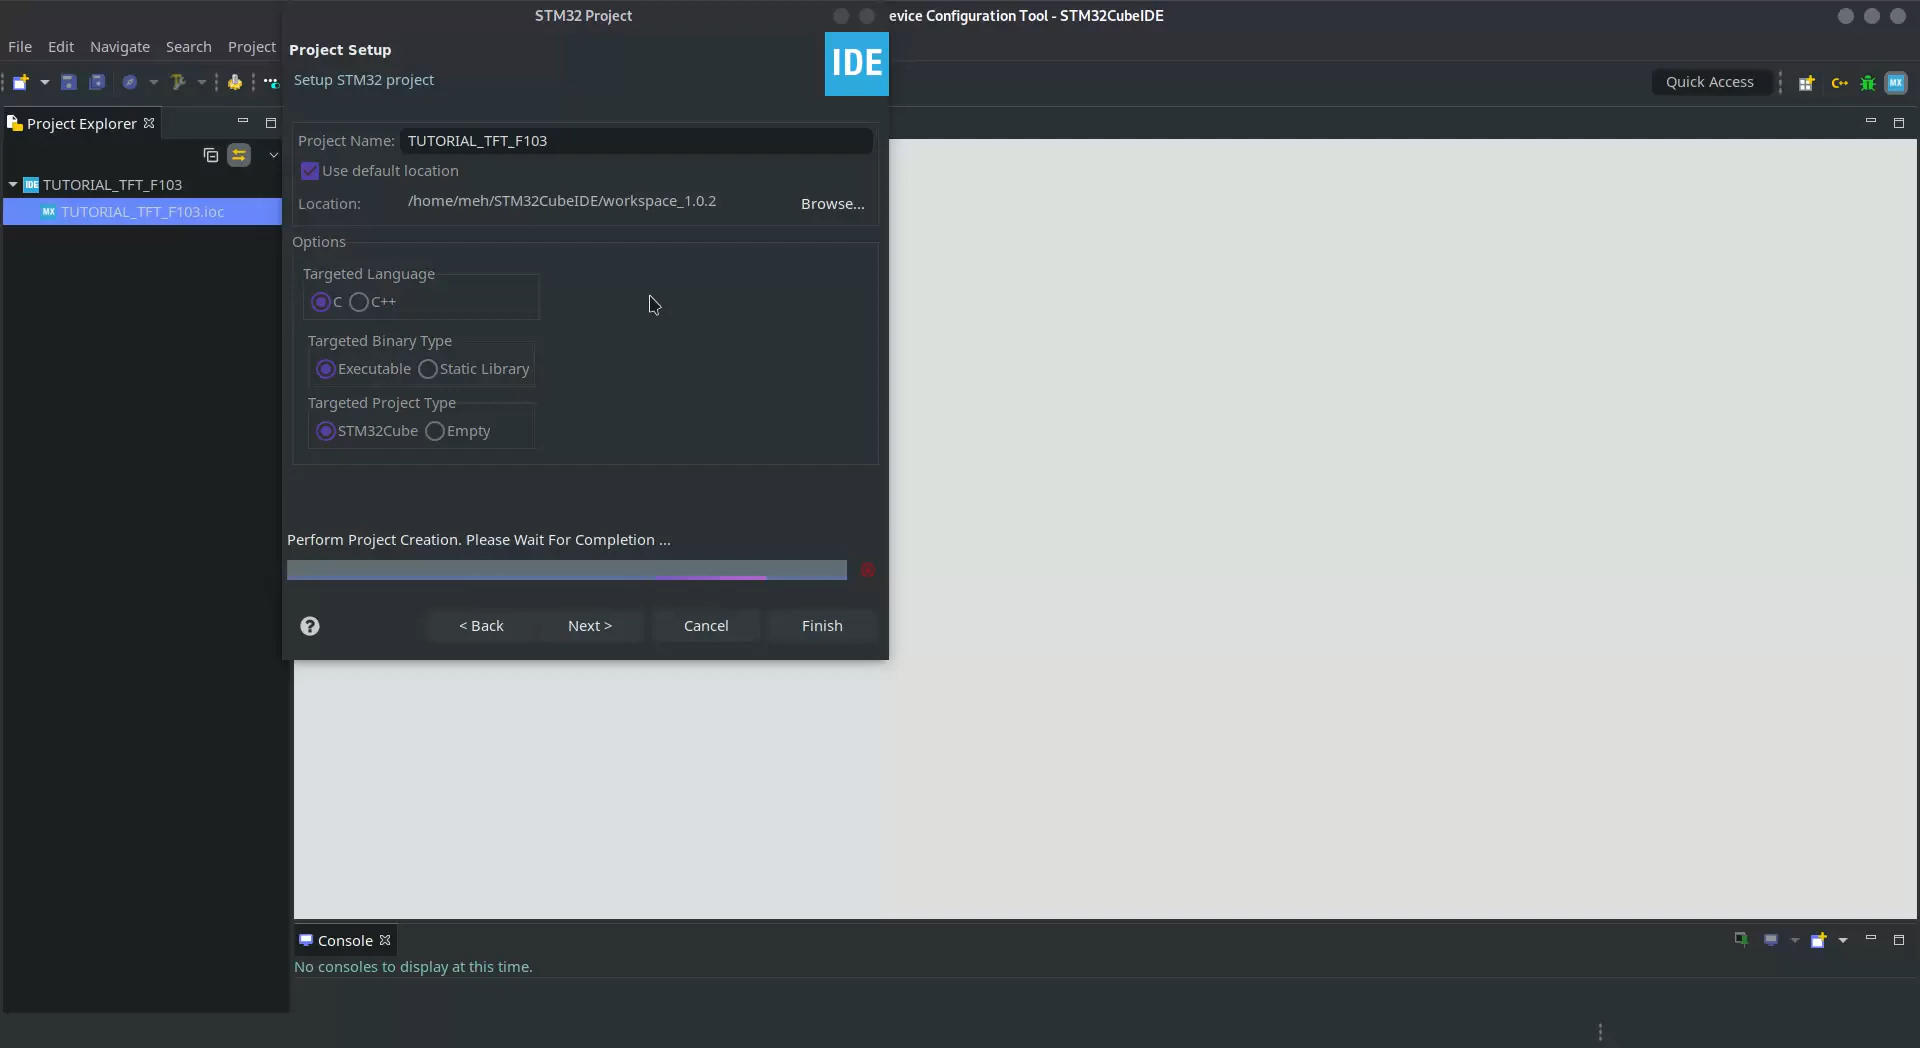 STM32 Project
evice Configuration Tool - STM32CubeIDE
File Edit Navigate Search Project
Project Setup
Setup STM32 project
IDE
Quick Access
C++
MX
Project Explorer
Project Name: TUTORIAL_TFT_F103
Use default location
Location: /home/meh/STM32CubeIDE/workspace_1.0.2 Browse...
IDE TUTORIAL_TFT_F103
MX TUTORIAL_TFT_F103.ioc
Options
Targeted Language
C C++
Targeted Binary Type
Executable Static Library
Targeted Project Type
STM32Cube Empty
Perform Project Creation. Please Wait For Completion ...
? < Back Next > Cancel Finish
Console
No consoles to display at this time.